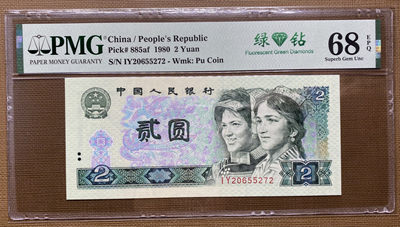 PMG
PAPER MONEY GUARANTY
China / People's Republic
Pick# 885af 1980 2 Yuan
S/N IY20655272 - Wmk: Pu Coin
绿钻
Fluorescent Green Diamonds
68 EPQ
Superb Gem Unc
中国人民银行
2
贰圆
IY20655272
2
2